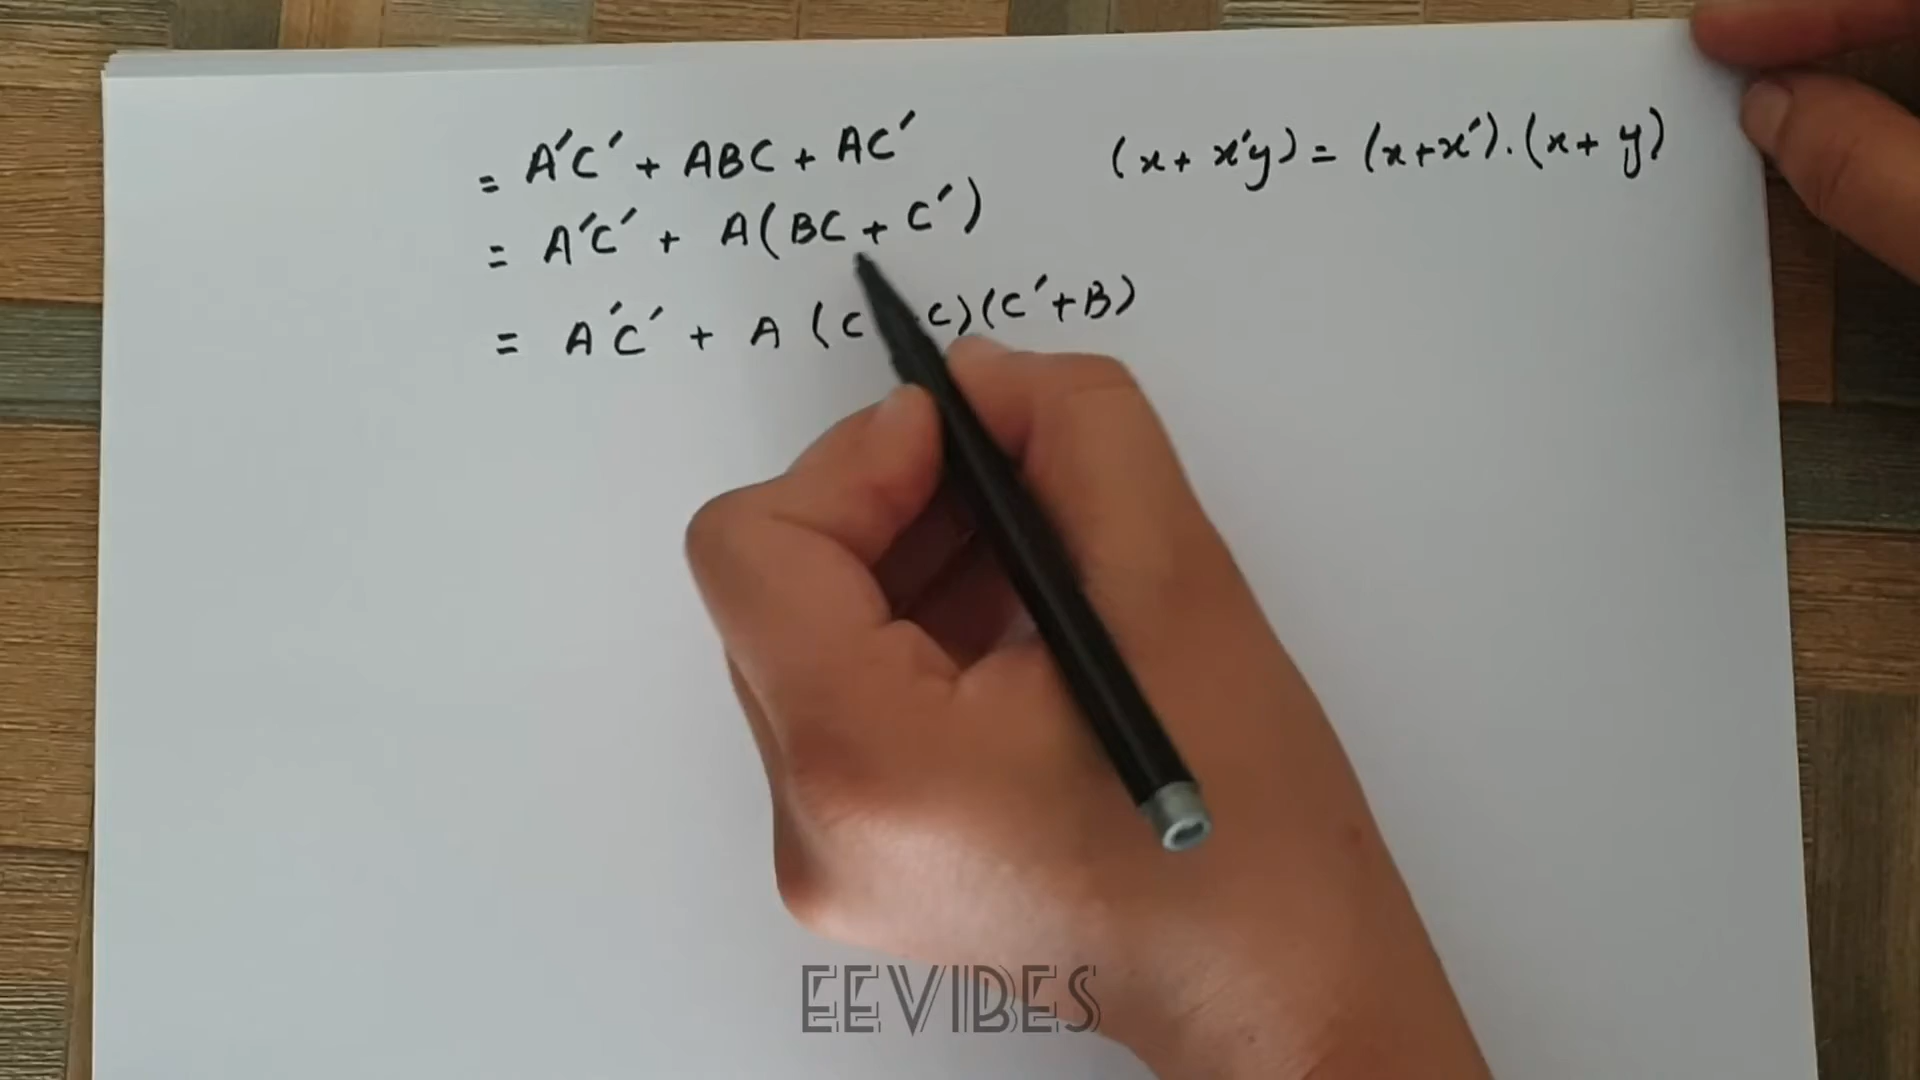 = A'C' + ABC + AC'
(x + x'y) = (x+x').(x+ y)
= A'C' + A(BC + C')
= A'C' + A (C C)(C'+B)
EEVIBES